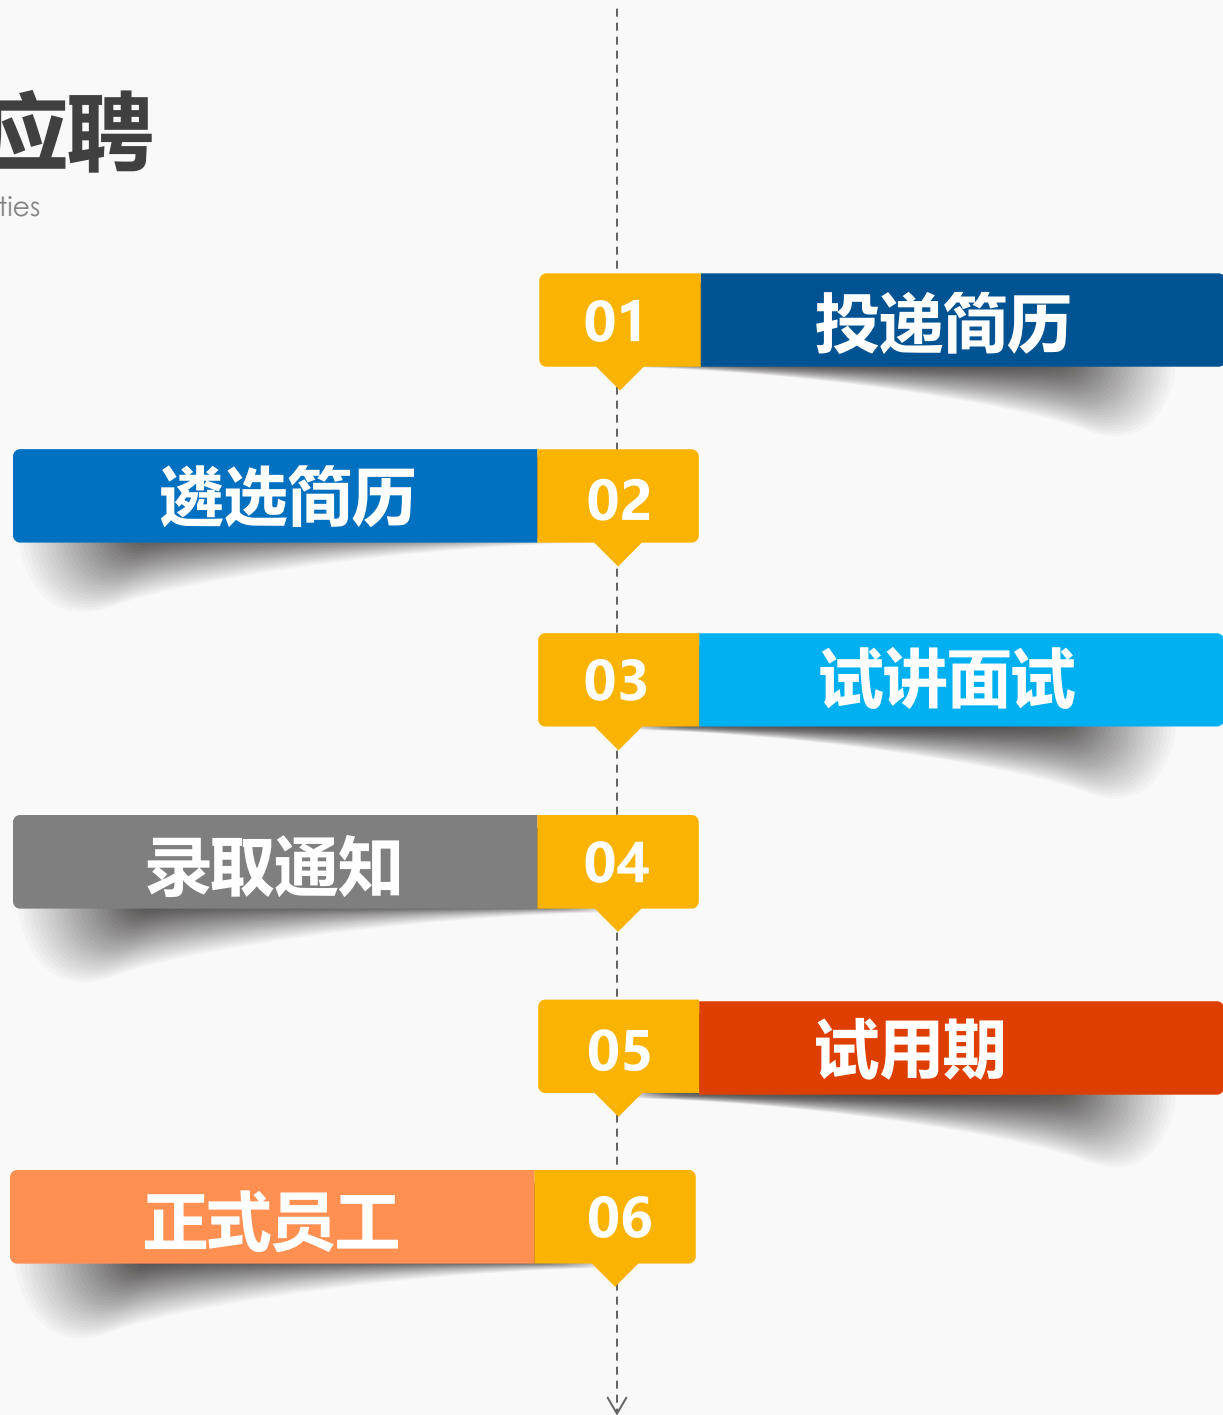 应聘
ties
01 投递简历
遴选简历 02
03 试讲面试
录取通知 04
05 试用期
正式员工 06